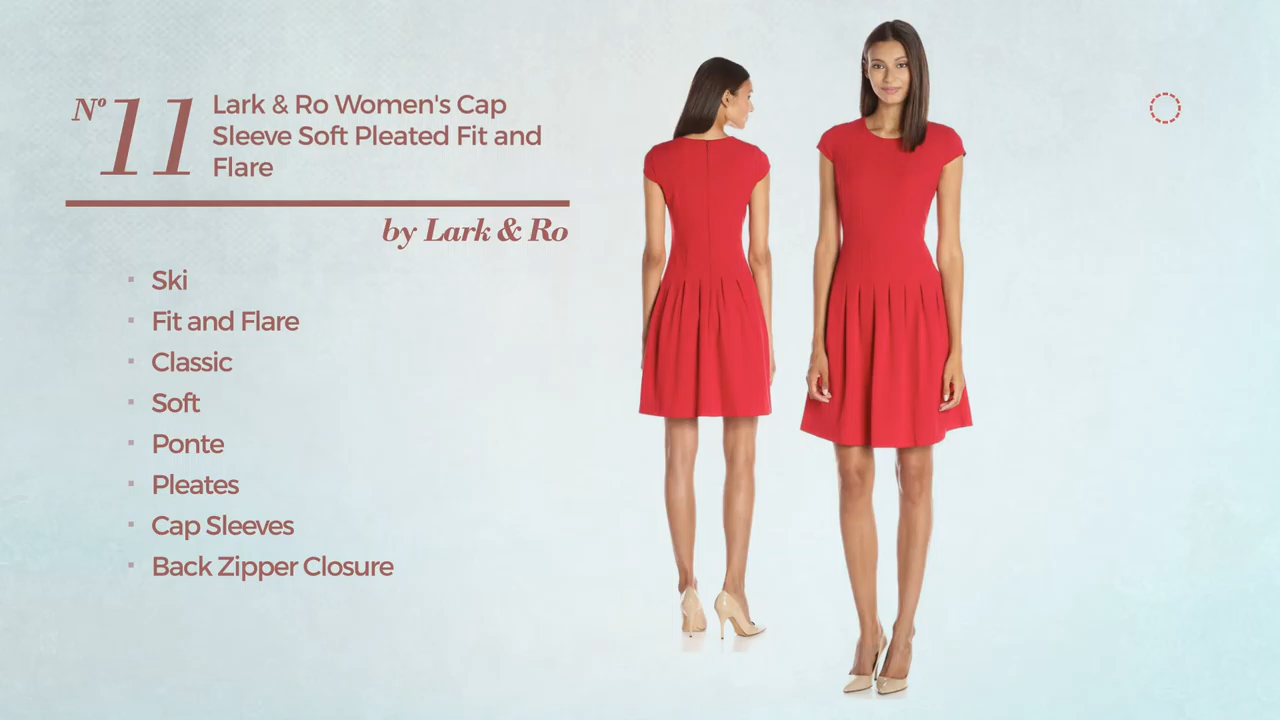 Nº 11
Lark & Ro Women's Cap
Sleeve Soft Pleated Fit and
Flare
by Lark & Ro
Ski
Fit and Flare
Classic
Soft
Ponte
Pleates
Cap Sleeves
Back Zipper Closure